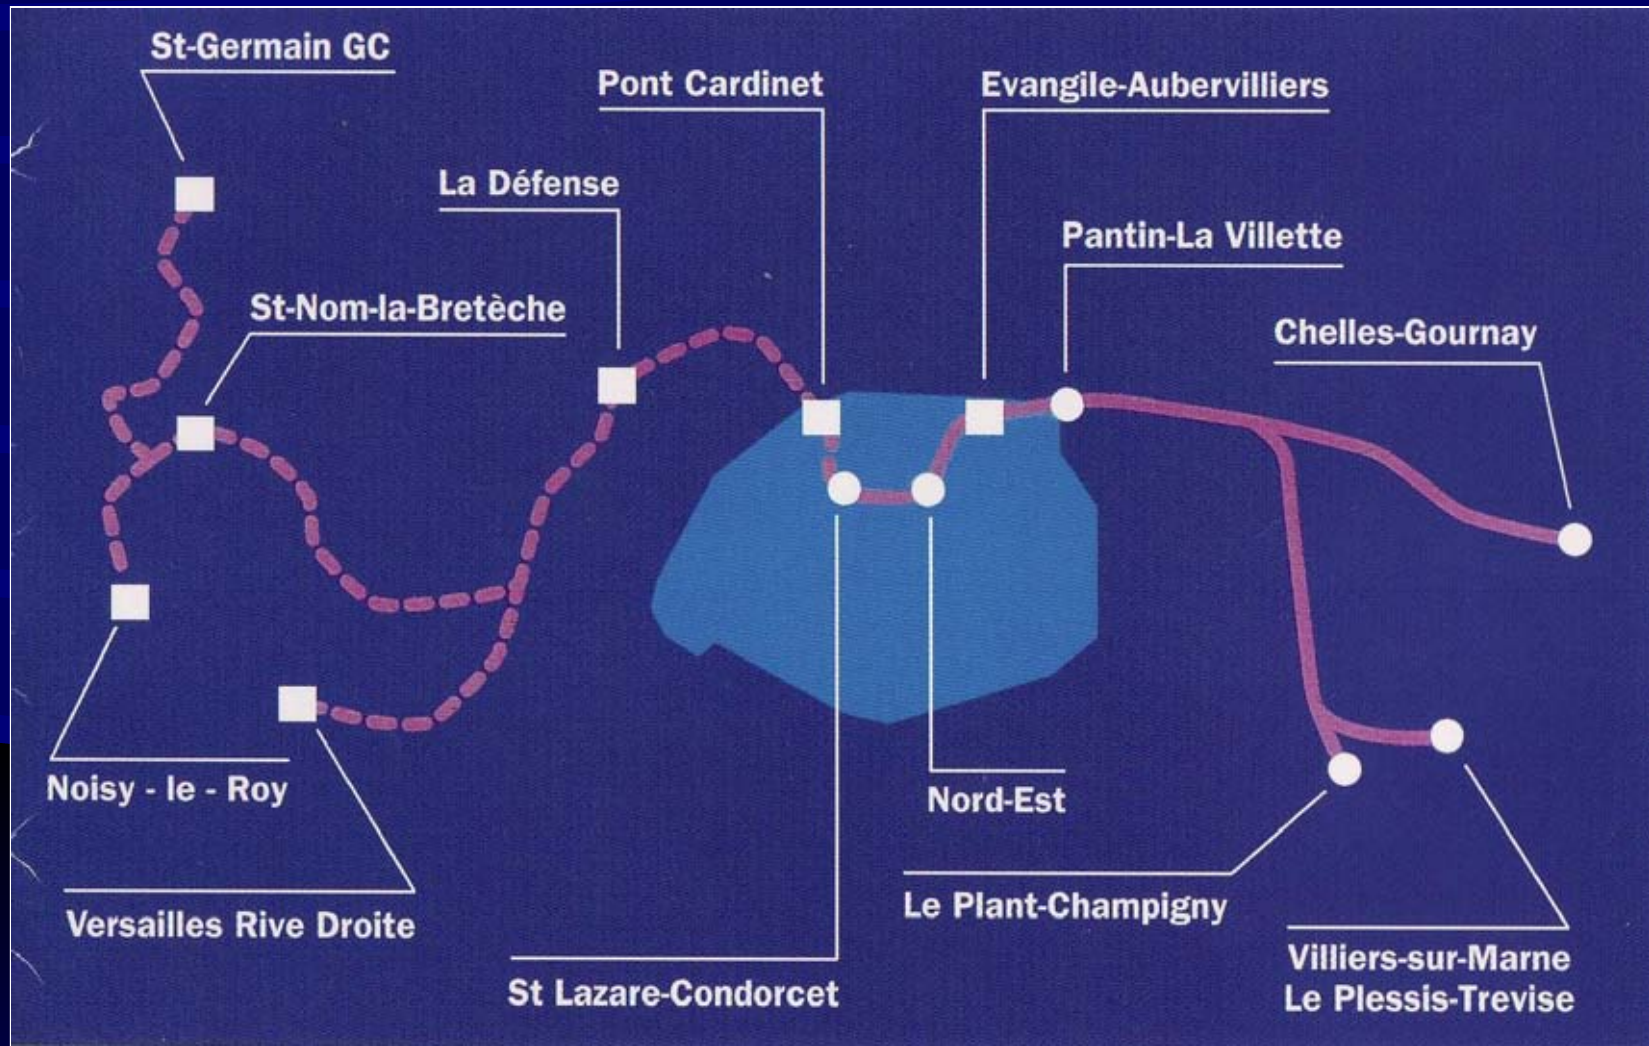 St-Germain GC
Pont Cardinet
Evangile-Aubervilliers
La Défense
Pantin-La Villette
St-Nom-la-Bretèche
Chelles-Gournay
Noisy - le - Roy
Nord-Est
Le Plant-Champigny
Versailles Rive Droite
Villiers-sur-Marne
Le Plessis-Trevise
St Lazare-Condorcet